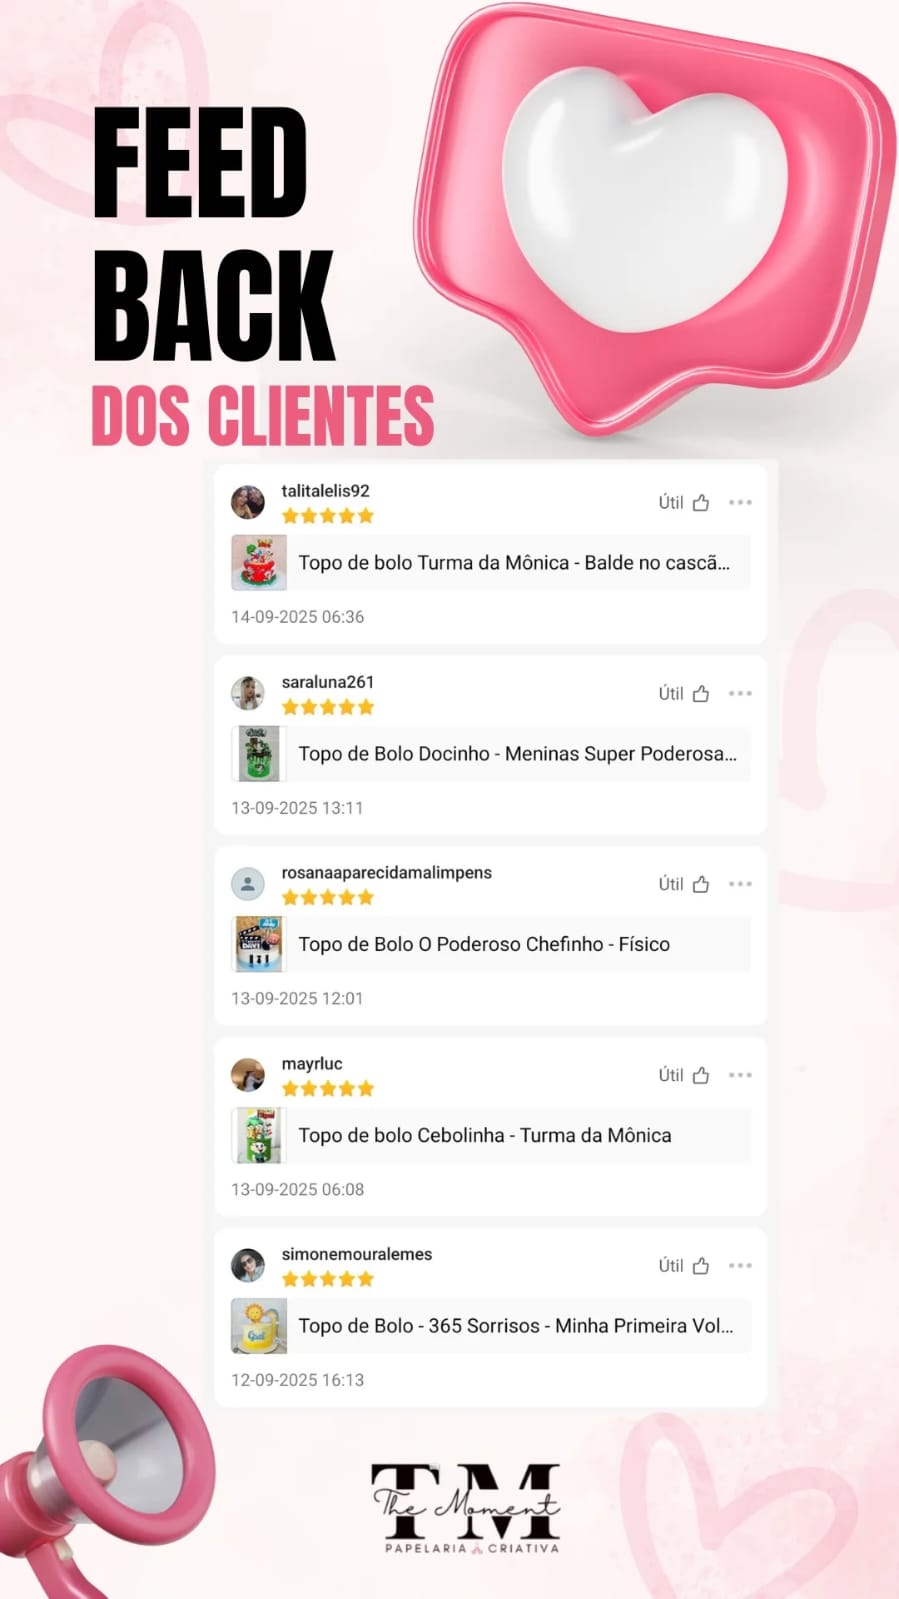 FEED
BACK
DOS CLIENTES
talitalelis92
Útil
Topo de bolo Turma da Mônica - Balde no cascã...
14-09-2025 06:36
saraluna261
Útil
Topo de Bolo Docinho - Meninas Super Poderosa...
13-09-2025 13:11
rosanaaparecidamalimpens
Útil
Topo de Bolo O Poderoso Chefinho - Físico
13-09-2025 12:01
mayrluc
Útil
Topo de bolo Cebolinha - Turma da Mônica
13-09-2025 06:08
simonemouralemes
Útil
Topo de Bolo - 365 Sorrisos - Minha Primeira Vol...
12-09-2025 16:13
TM
The Moment
PAPELARIA CRIATIVA